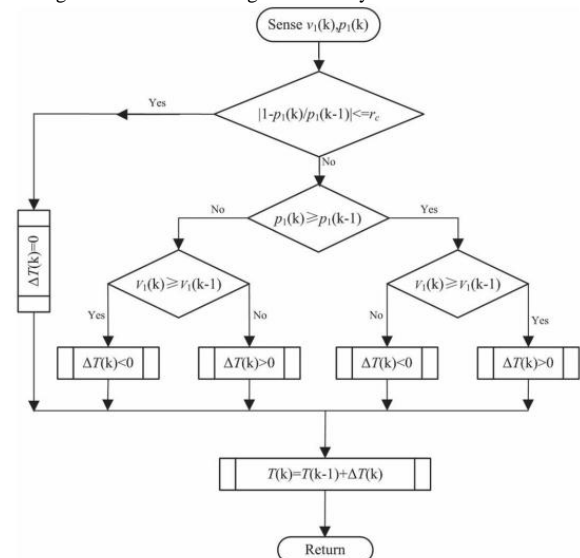 Sense v₁(k),p₁(k)
Yes
|1-p₁(k)/p₁(k-1)|<=r_c
No
No
p₁(k)≥p₁(k-1)
Yes
ΔT(k)=0
v₁(k)≥v₁(k-1)
v₁(k)≥v₁(k-1)
Yes
No
No
Yes
ΔT(k)<0
ΔT(k)>0
ΔT(k)<0
ΔT(k)>0
T(k)=T(k-1)+ΔT(k)
Return